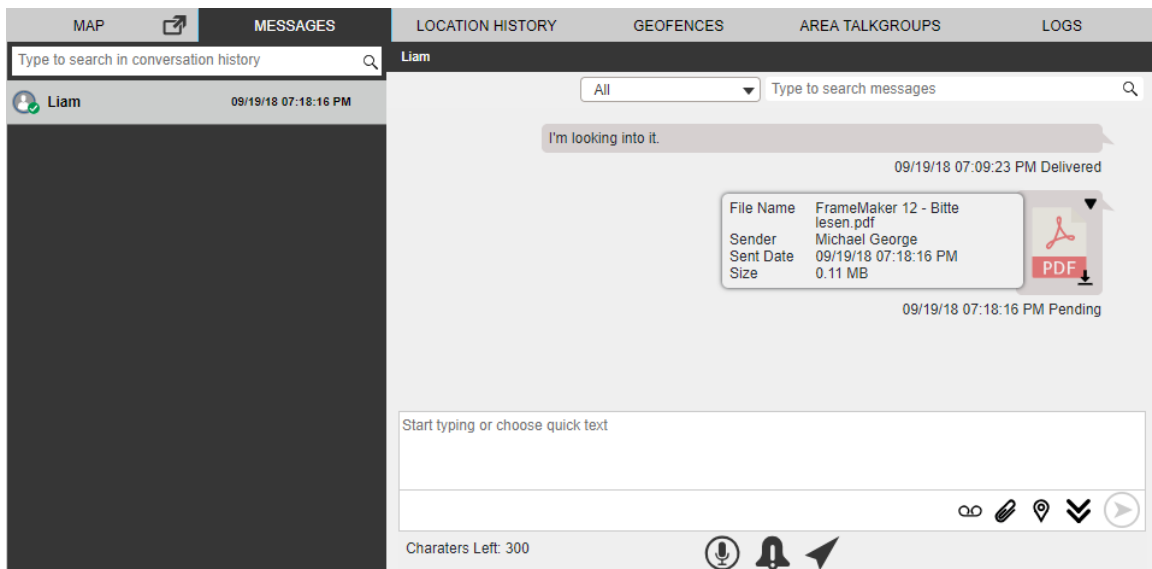 MAP MESSAGES LOCATION HISTORY GEOFENCES AREA TALKGROUPS LOGS
Type to search in conversation history
Liam 09/19/18 07:18:16 PM
Liam
All Type to search messages
I'm looking into it.
09/19/18 07:09:23 PM Delivered
File Name FrameMaker 12 - Bitte
lesen.pdf
Sender Michael George
Sent Date 09/19/18 07:18:16 PM
Size 0.11 MB
PDF
09/19/18 07:18:16 PM Pending
Start typing or choose quick text
Charaters Left: 300